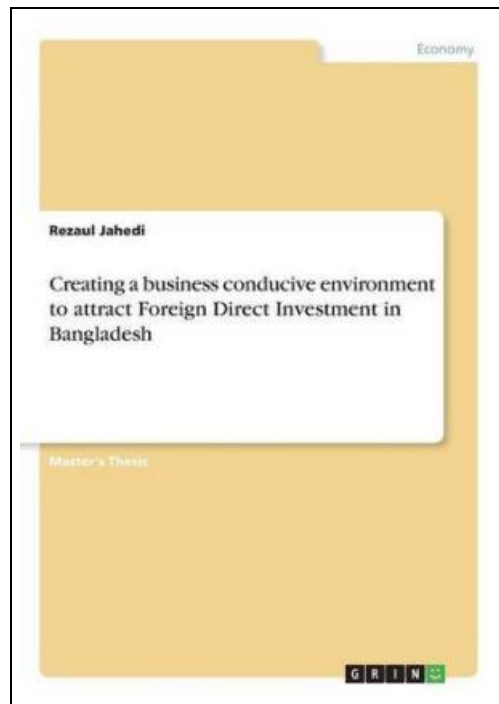 Economy
Rezaul Jahedi
Creating a business conducive environment
to attract Foreign Direct Investment in
Bangladesh
Master's Thesis
GRIN